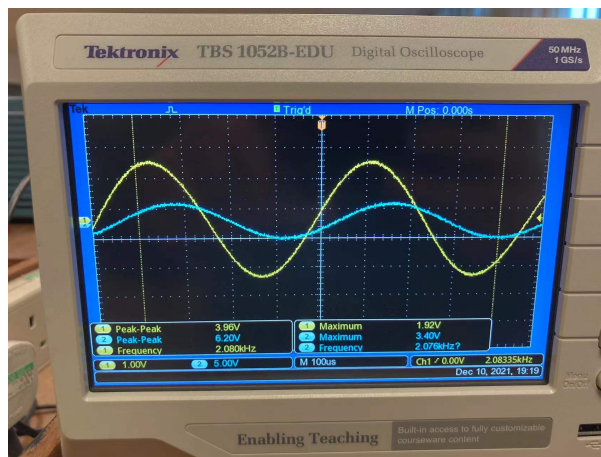 Tektronix TBS 1052B-EDU Digital Oscilloscope
50 MHz
1 GS/s
Tek Trig'd M Pos: 0.000s
T
1
2
1 Peak-Peak 3.96V
2 Peak-Peak 6.20V
1 Frequency 2.080kHz
1 Maximum 1.92V
2 Maximum 3.40V
2 Frequency 2.076kHz?
1 1.00V 2 5.00V M 100us Ch1 / 0.00V 2.08335kHz
Dec 10, 2021, 19:19
Enabling Teaching
Built-in access to fully customizable
courseware content